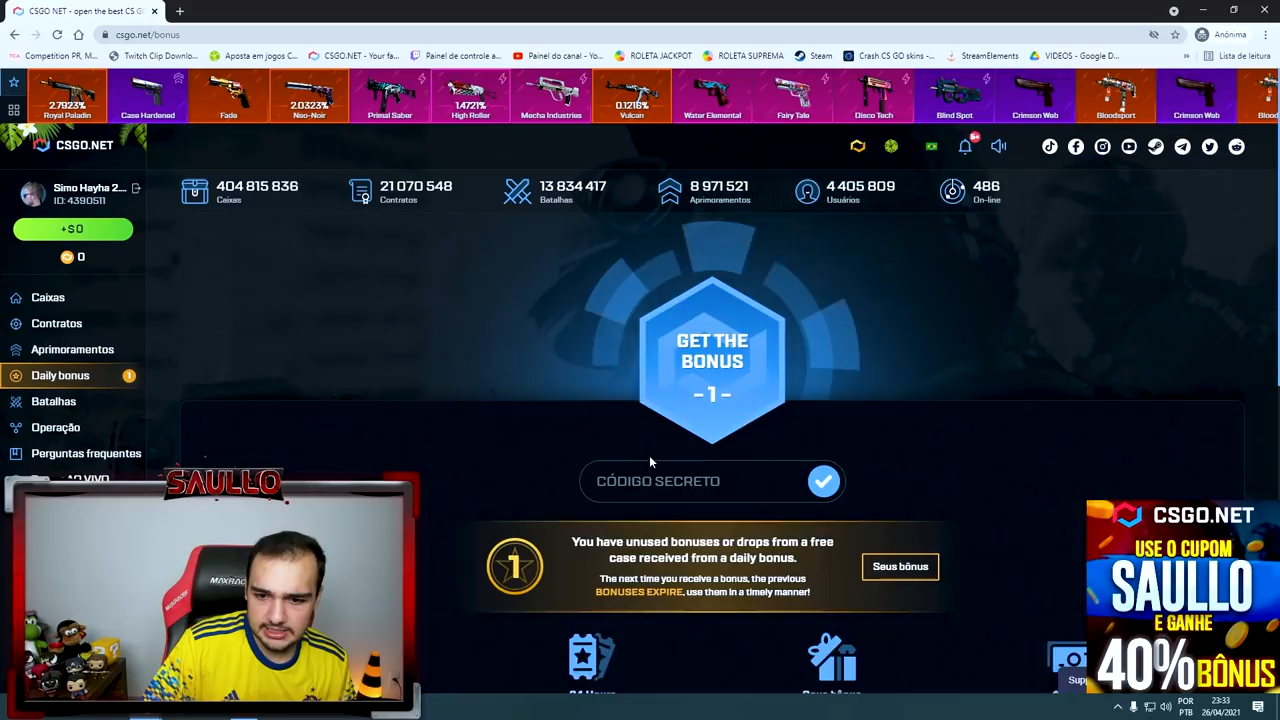 CSGO.NET - open the best CS G
csgo.net/bonus
Anônima
Competition PR, M...
Twitch Clip Downlo...
Aposta em jogos - C...
CSGO.NET - Your fa...
Painel de controle a...
Painel do canal - Yo...
ROLETA JACKPOT
ROLETA SUPREMA
Steam
Crash CS GO skins -...
StreamElements
VIDEOS - Google D...
»
Lista de leitura
2.7923%
Royal Paladin
Case Hardened
Fade
2.0323%
Neo-Noir
Primal Saber
1.4721%
High Roller
Mecha Industries
0.1218%
Vulcan
Water Elemental
Fairy Tale
Disco Tech
Blind Spot
Crimson Web
Bloodsport
Crimson Web
Blood
CSGO.NET
5+
Simo Hayha 2....
ID: 4390511
404 815 836
Caixas
21 070 548
Contratos
13 834 417
Batalhas
8 971 521
Aprimoramentos
4 405 809
Usuários
486
On-line
+$0
0
Caixas
Contratos
Aprimoramentos
Daily bonus 1
Batalhas
Operação
Perguntas frequentes
GET THE
BONUS
- 1 -
CÓDIGO SECRETO
1
You have unused bonuses or drops from a free
case received from a daily bonus.
The next time you receive a bonus, the previous
BONUSES EXPIRE, use them in a timely manner!
Seus bônus
SAULLO
MAXRACER
CSGO.NET
USE O CUPOM
SAULLO
E GANHE
40% BÔNUS
Supp
POR
PTB
23:33
26/04/2021